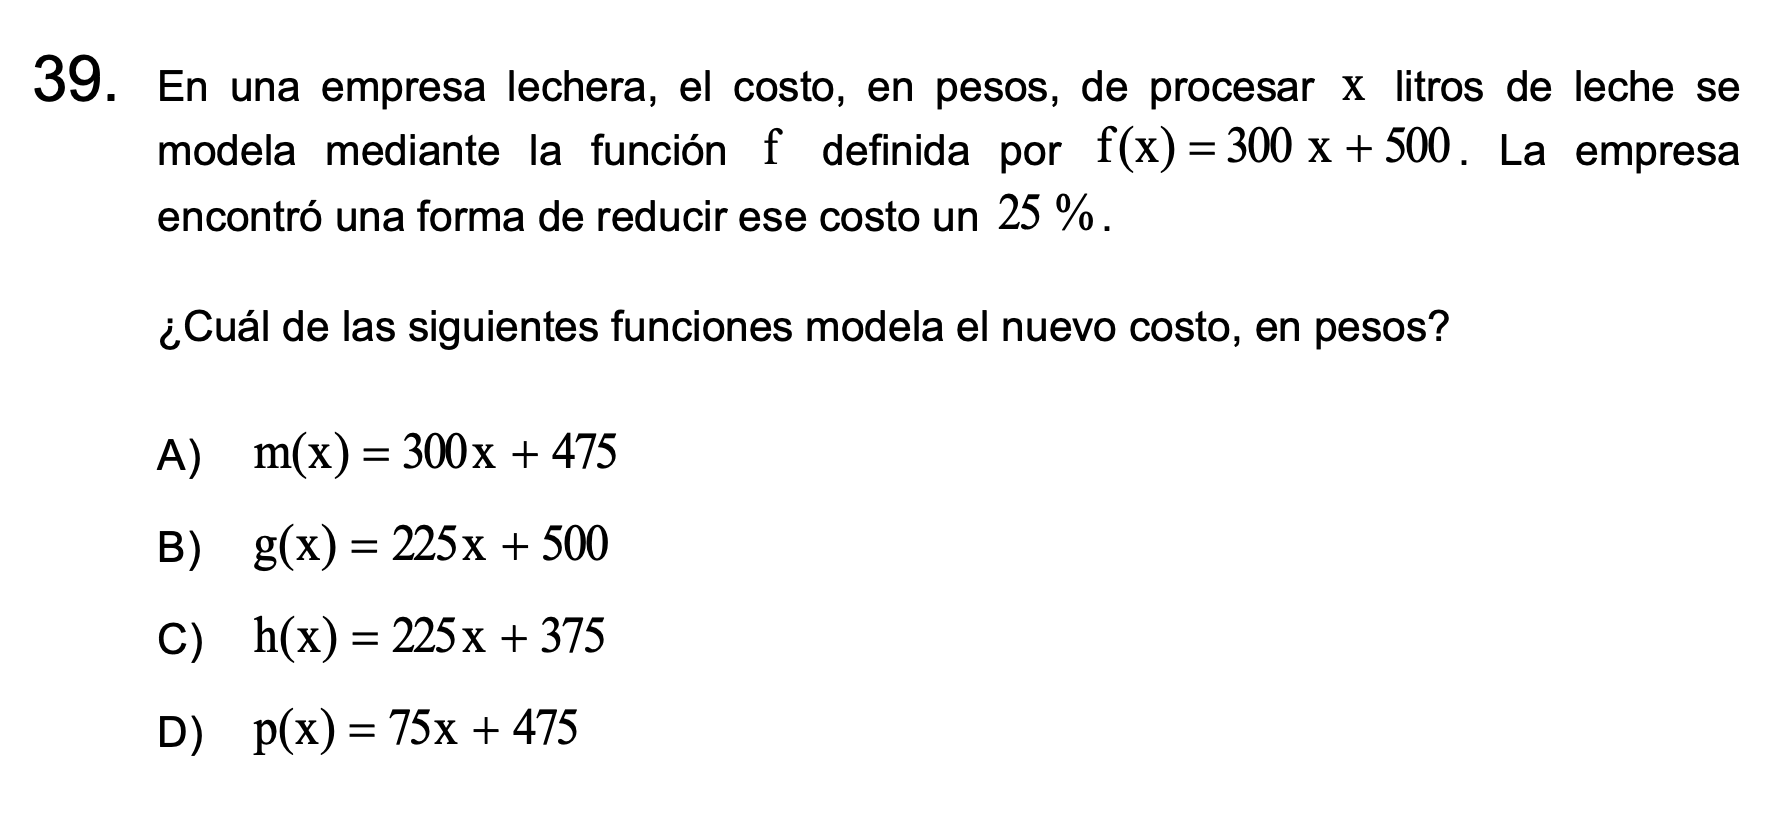 39. En una empresa lechera, el costo, en pesos, de procesar x litros de leche se
modela mediante la función f definida por f(x) = 300 x + 500. La empresa
encontró una forma de reducir ese costo un 25 %.
¿Cuál de las siguientes funciones modela el nuevo costo, en pesos?
A) m(x) = 300x + 475
B) g(x) = 225x + 500
C) h(x) = 225x + 375
D) p(x) = 75x + 475